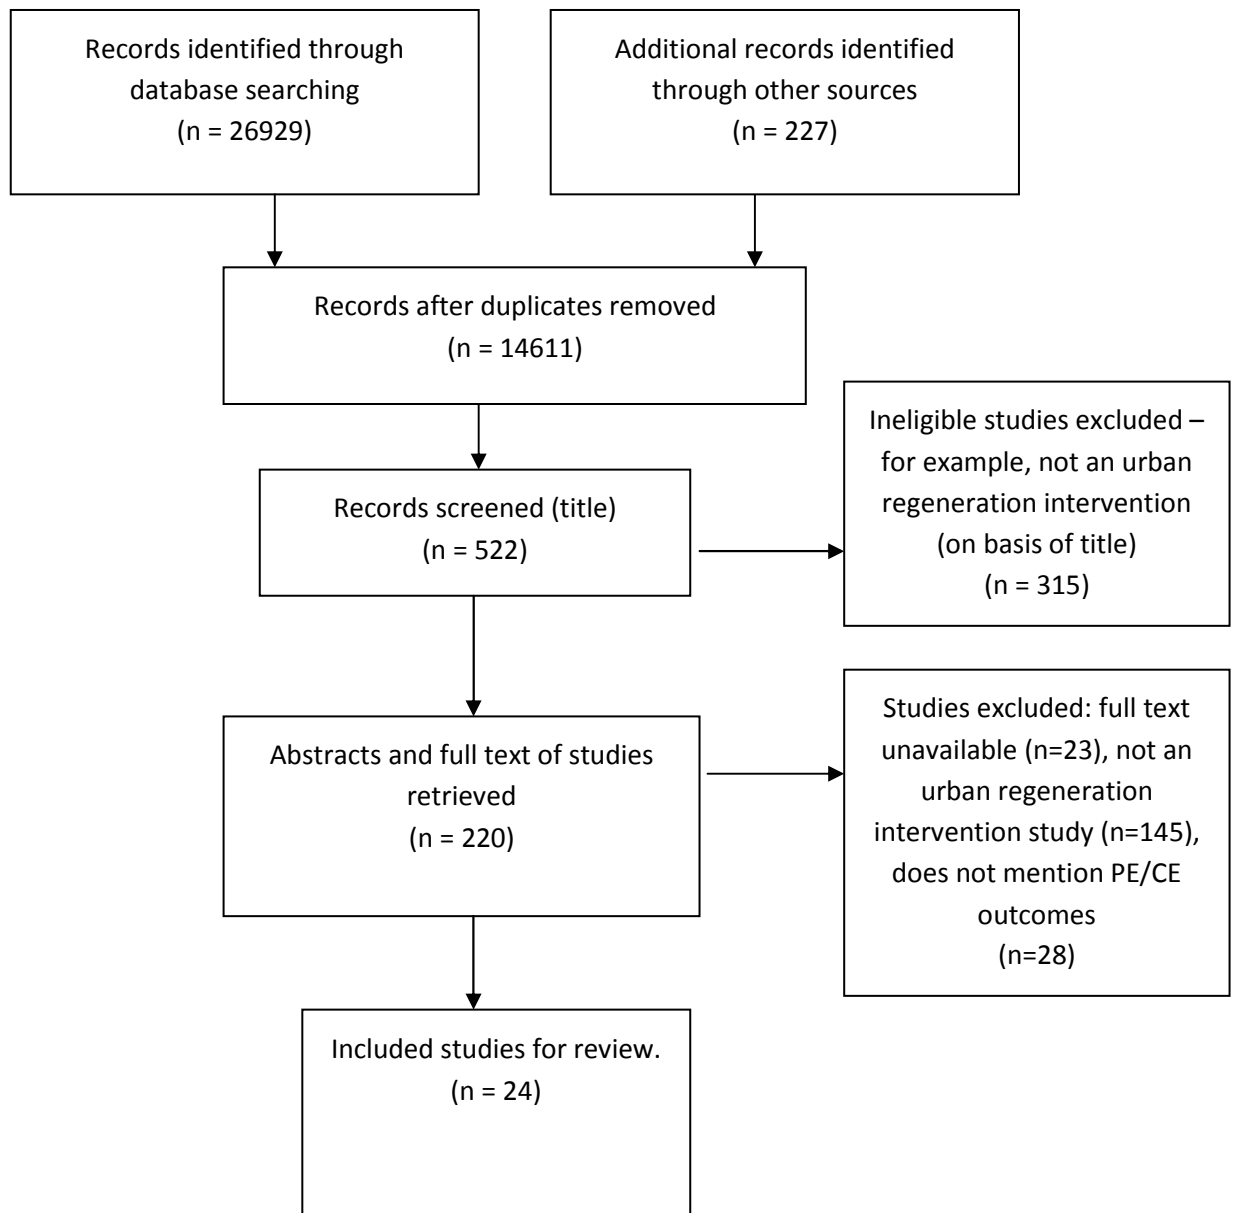 Records identified through
database searching
(n = 26929)
Additional records identified
through other sources
(n = 227)
Records after duplicates removed
(n = 14611)
Ineligible studies excluded –
for example, not an urban
regeneration intervention
(on basis of title)
(n = 315)
Records screened (title)
(n = 522)
Studies excluded: full text
unavailable (n=23), not an
urban regeneration
intervention study (n=145),
does not mention PE/CE
outcomes
(n=28)
Abstracts and full text of studies
retrieved
(n = 220)
Included studies for review.
(n = 24)